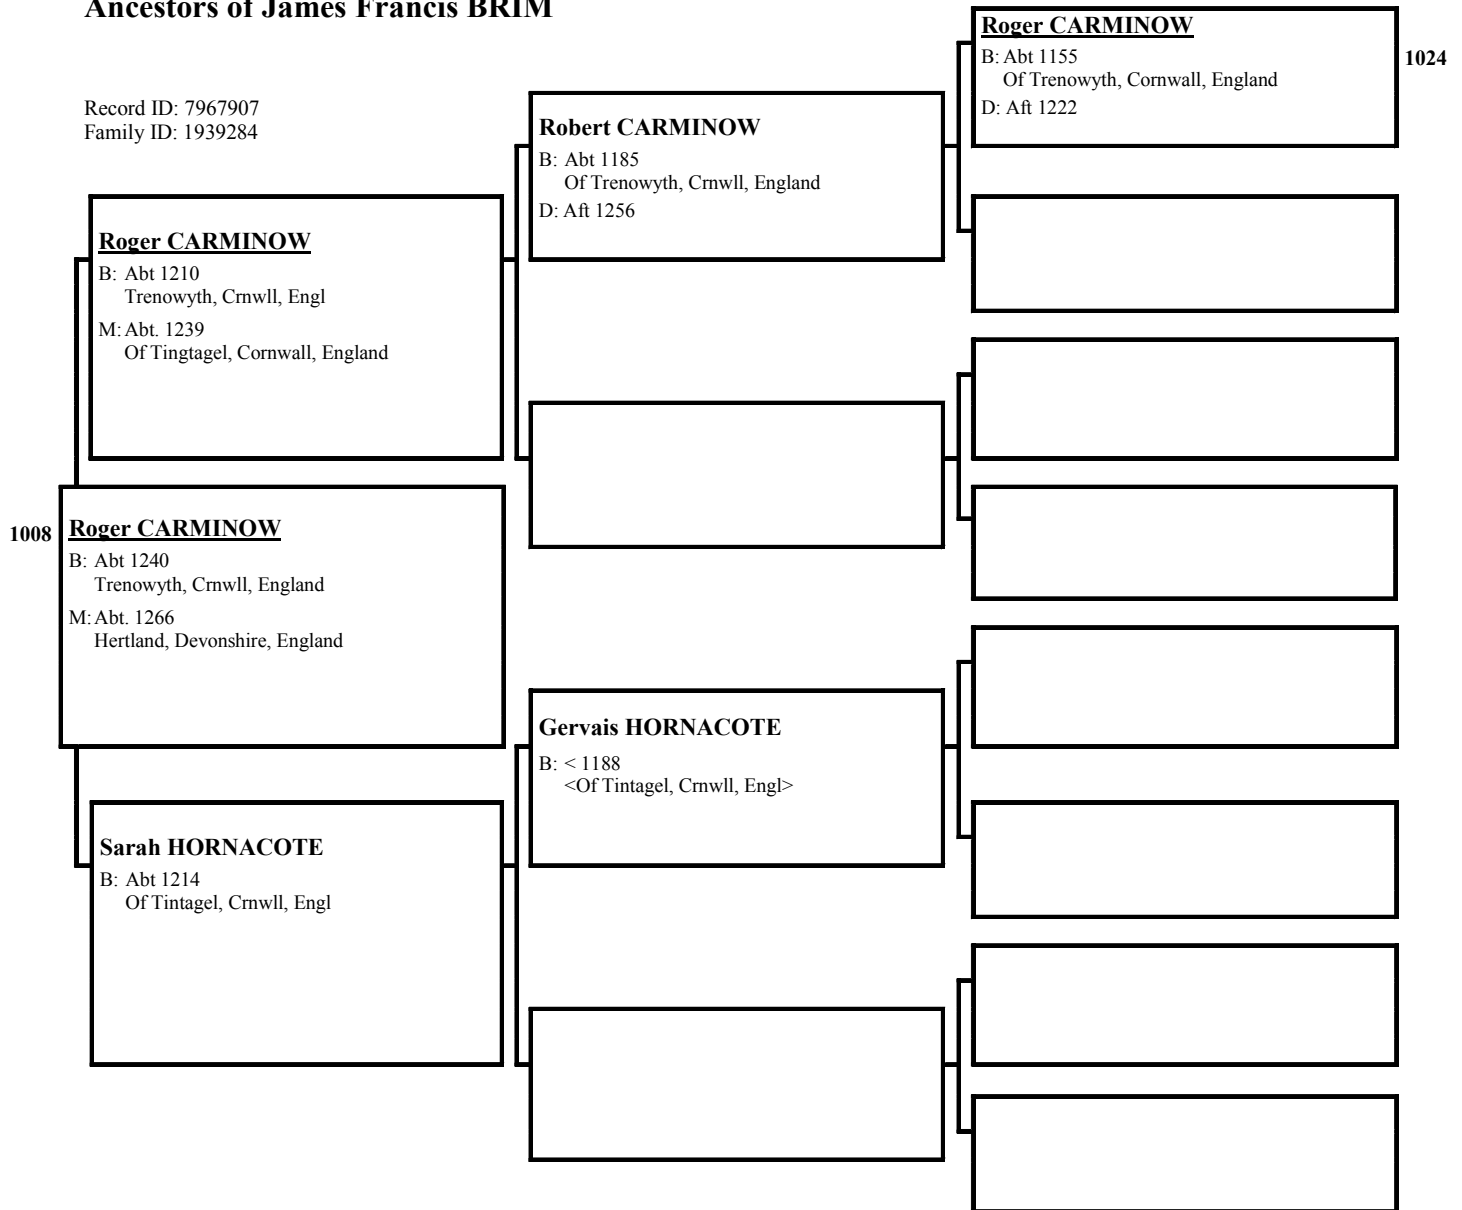 Ancestors of James Francis BRIM
Record ID: 7967907
Family ID: 1939284
Roger CARMINOW
B: Abt 1155
Of Trenowyth, Cornwall, England
D: Aft 1222
1024
Robert CARMINOW
B: Abt 1185
Of Trenowyth, Crnwll, England
D: Aft 1256
Roger CARMINOW
B: Abt 1210
Trenowyth, Crnwll, Engl
M: Abt. 1239
Of Tingtagel, Cornwall, England
1008
Roger CARMINOW
B: Abt 1240
Trenowyth, Crnwll, England
M: Abt. 1266
Hertland, Devonshire, England
Gervais HORNACOTE
B: < 1188
<Of Tintagel, Crnwll, Engl>
Sarah HORNACOTE
B: Abt 1214
Of Tintagel, Crnwll, Engl